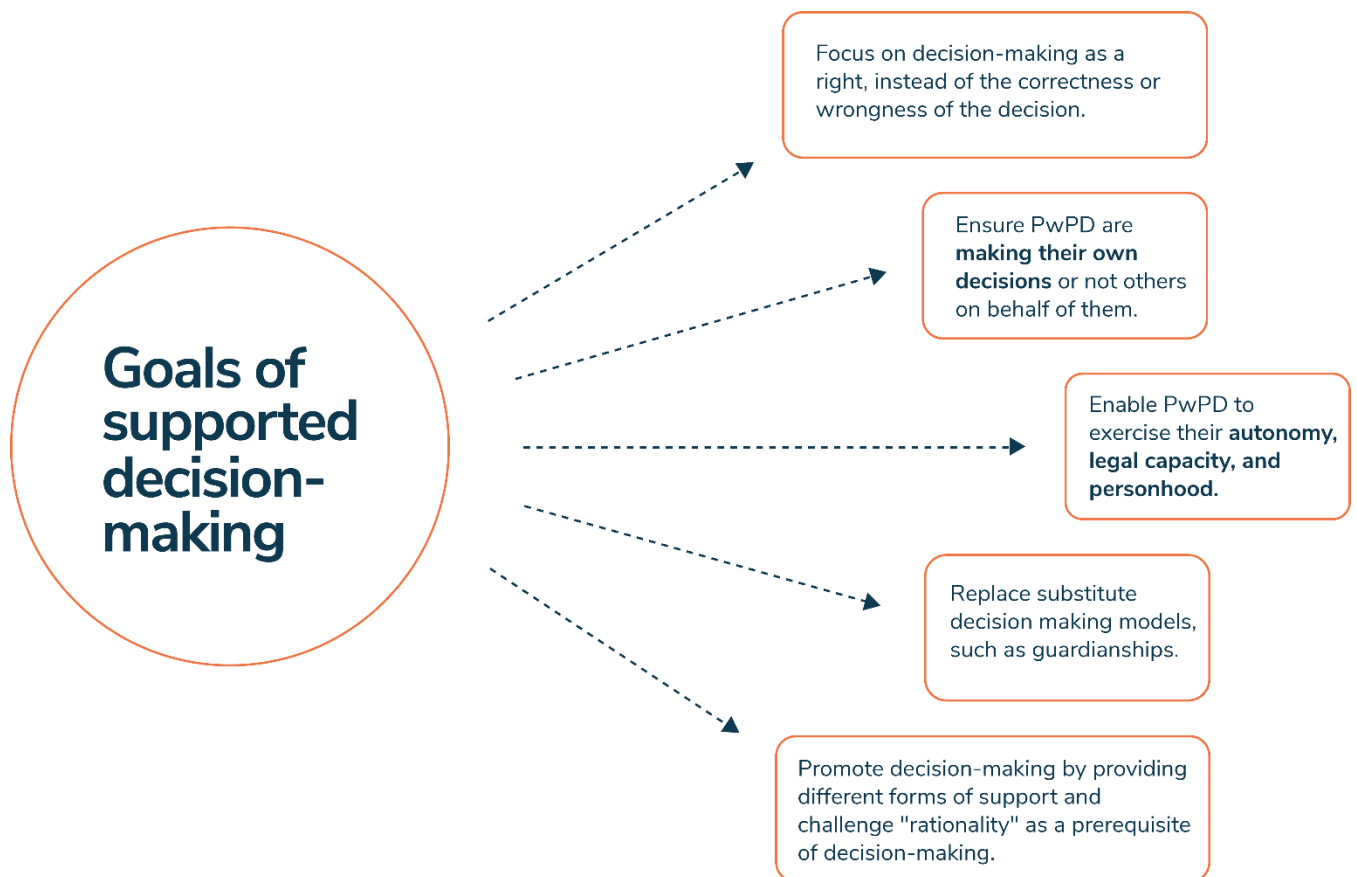 Goals of
supported
decision-
making
Focus on decision-making as a
right, instead of the correctness or
wrongness of the decision.
Ensure PwPD are
making their own
decisions or not others
on behalf of them.
Enable PwPD to
exercise their autonomy,
legal capacity, and
personhood.
Replace substitute
decision making models,
such as guardianships.
Promote decision-making by providing
different forms of support and
challenge "rationality" as a prerequisite
of decision-making.